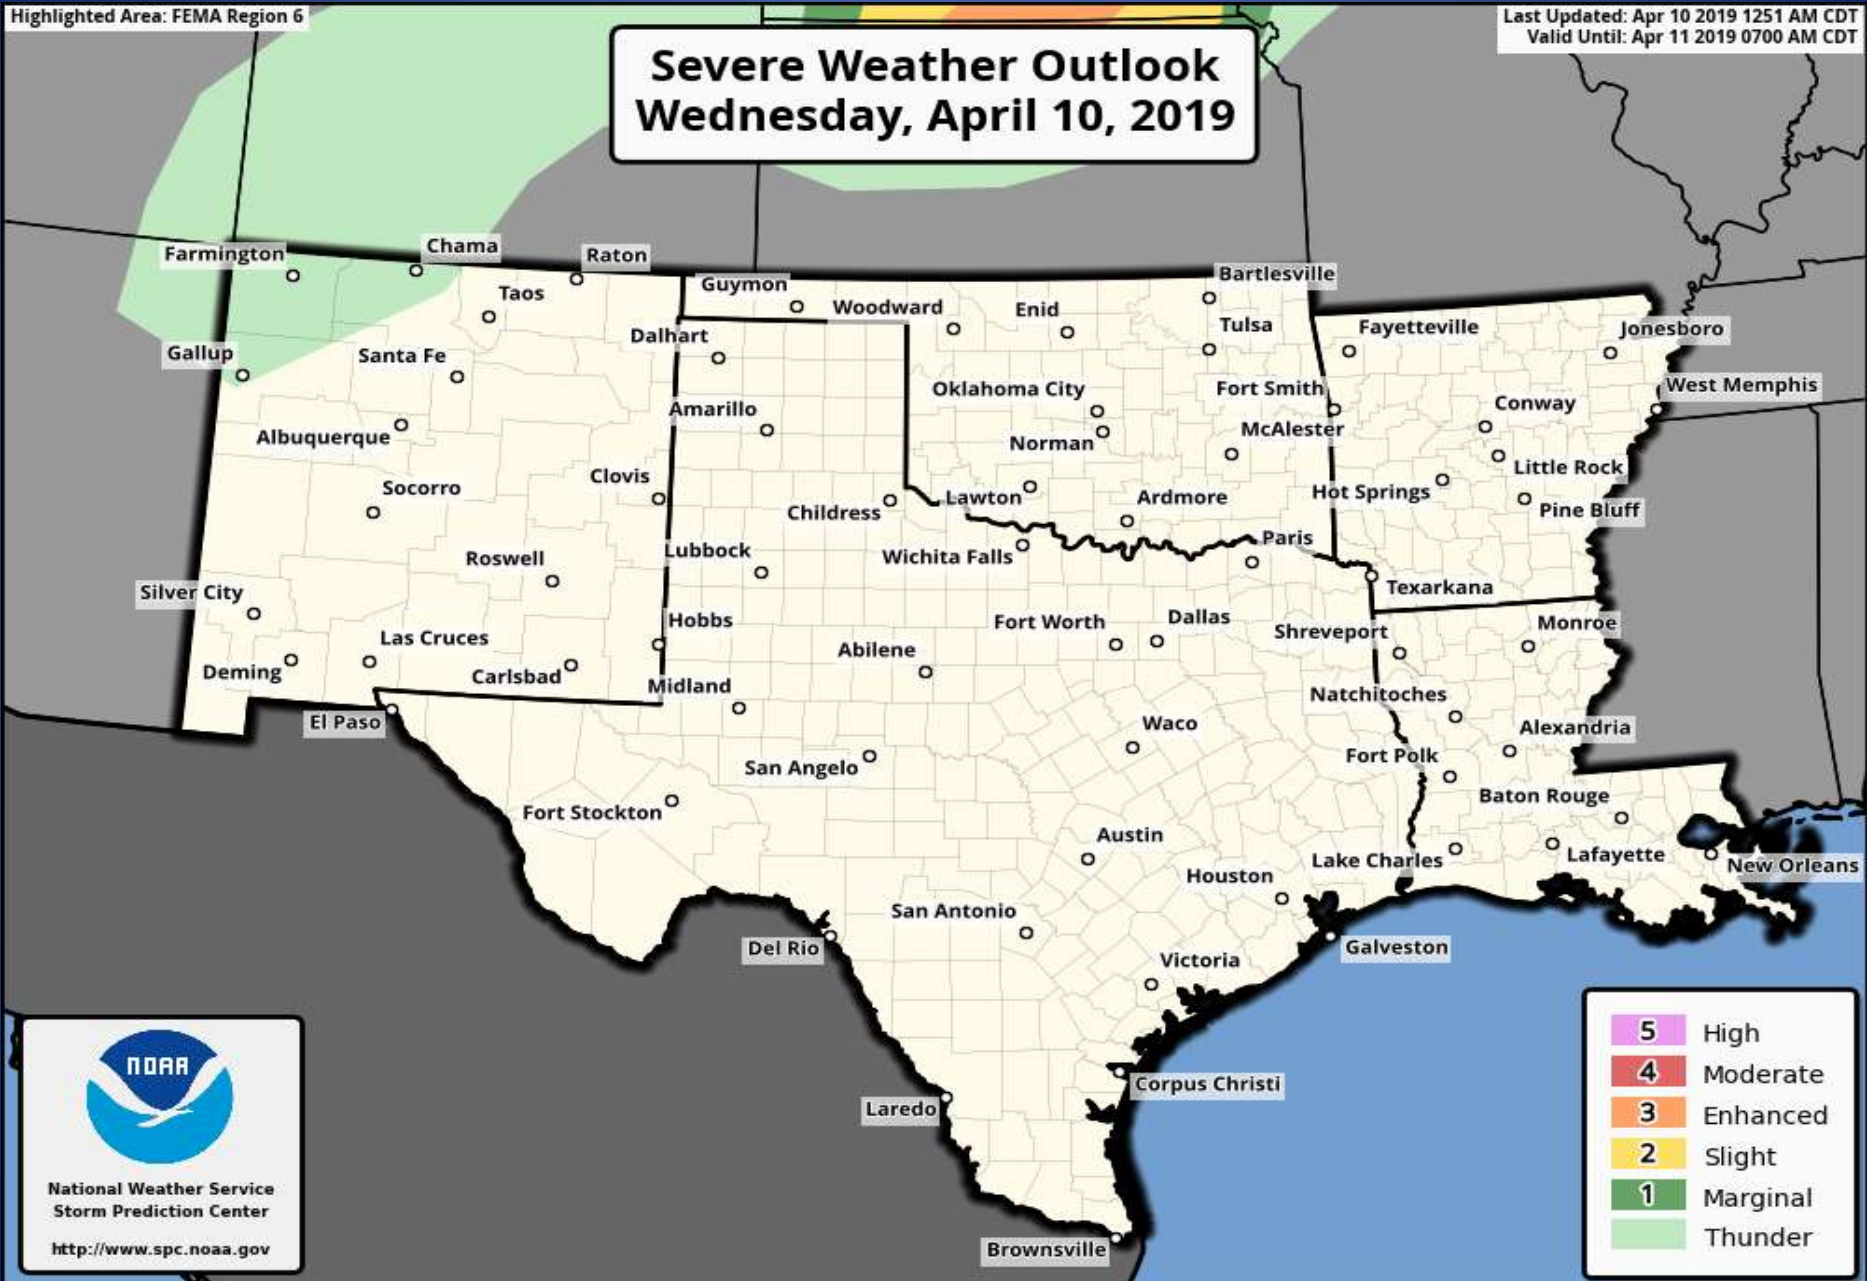 Highlighted Area: FEMA Region 6
Last Updated: Apr 10 2019 1251 AM CDT
Valid Until: Apr 11 2019 0700 AM CDT
Severe Weather Outlook
Wednesday, April 10, 2019
Farmington
Chama
Raton
Taos
Gallup
Santa Fe
Albuquerque
Socorro
Clovis
Roswell
Silver City
Las Cruces
Hobbs
Deming
Carlsbad
El Paso
Guymon
Woodward
Enid
Bartlesville
Tulsa
Dalhart
Amarillo
Oklahoma City
Norman
Fort Smith
McAlester
Lawton
Ardmore
Childress
Lubbock
Wichita Falls
Paris
Fayetteville
Jonesboro
West Memphis
Conway
Little Rock
Hot Springs
Pine Bluff
Texarkana
Fort Worth
Dallas
Shreveport
Monroe
Abilene
Midland
Natchitoches
Alexandria
Waco
San Angelo
Fort Polk
Baton Rouge
Fort Stockton
Austin
Lake Charles
Lafayette
New Orleans
Houston
San Antonio
Del Rio
Galveston
Victoria
Corpus Christi
Laredo
Brownsville
NOAA
National Weather Service
Storm Prediction Center
http://www.spc.noaa.gov
5 High
4 Moderate
3 Enhanced
2 Slight
1 Marginal
Thunder